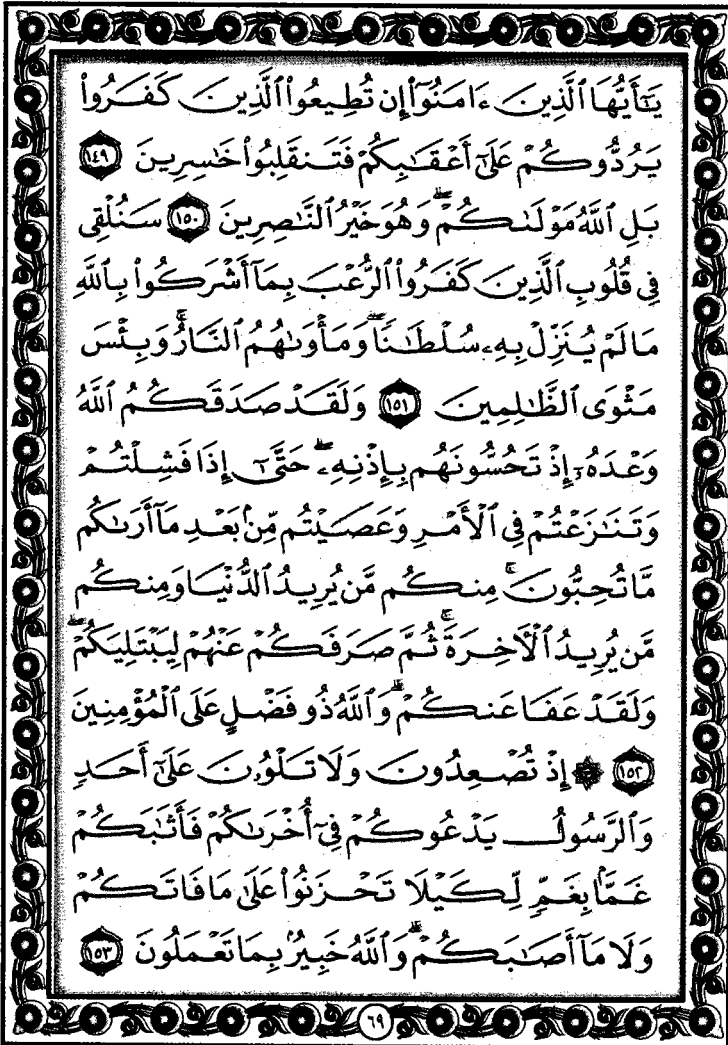 يَٰٓأَيُّهَا ٱلَّذِينَ ءَامَنُوٓا۟ إِن تُطِيعُوا۟ ٱلَّذِينَ كَفَرُوا۟
يَرُدُّوكُمْ عَلَىٰٓ أَعْقَٰبِكُمْ فَتَنقَلِبُوا۟ خَٰسِرِينَ ١٤٩
بَلِ ٱللَّهُ مَوْلَىٰكُمْ ۖ وَهُوَ خَيْرُ ٱلنَّٰصِرِينَ ١٥٠ سَنُلْقِى
فِى قُلُوبِ ٱلَّذِينَ كَفَرُوا۟ ٱلرُّعْبَ بِمَآ أَشْرَكُوا۟ بِٱللَّهِ
مَا لَمْ يُنَزِّلْ بِهِۦ سُلْطَٰنًا ۖ وَمَأْوَىٰهُمُ ٱلنَّارُ ۚ وَبِئْسَ
مَثْوَى ٱلظَّٰلِمِينَ ١٥١ وَلَقَدْ صَدَقَكُمُ ٱللَّهُ
وَعْدَهُۥٓ إِذْ تَحُسُّونَهُم بِإِذْنِهِۦ ۖ حَتَّىٰٓ إِذَا فَشِلْتُمْ
وَتَنَٰزَعْتُمْ فِى ٱلْأَمْرِ وَعَصَيْتُم مِّنۢ بَعْدِ مَآ أَرَىٰكُم
مَّا تُحِبُّونَ ۚ مِنكُم مَّن يُرِيدُ ٱلدُّنْيَا وَمِنكُم
مَّن يُرِيدُ ٱلْءَاخِرَةَ ۚ ثُمَّ صَرَفَكُمْ عَنْهُمْ لِيَبْتَلِيَكُمْ ۖ
وَلَقَدْ عَفَا عَنكُمْ ۗ وَٱللَّهُ ذُو فَضْلٍ عَلَى ٱلْمُؤْمِنِينَ
١٥٢ ۞ إِذْ تُصْعِدُونَ وَلَا تَلْوُۥنَ عَلَىٰٓ أَحَدٍ
وَٱلرَّسُولُ يَدْعُوكُمْ فِىٓ أُخْرَىٰكُمْ فَأَثَٰبَكُمْ
غَمًّۢا بِغَمٍّ لِّكَيْلَا تَحْزَنُوا۟ عَلَىٰ مَا فَاتَكُمْ
وَلَا مَآ أَصَٰبَكُمْ ۗ وَٱللَّهُ خَبِيرٌۢ بِمَا تَعْمَلُونَ ١٥٣
٦٩